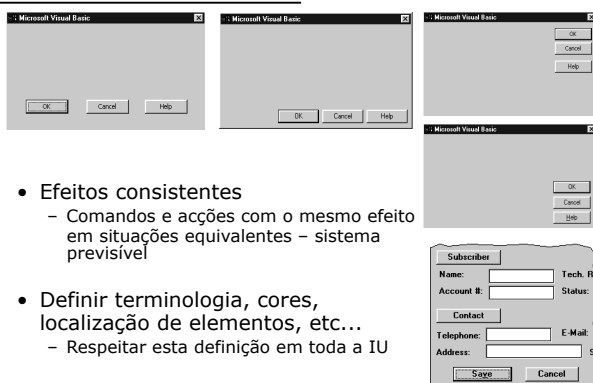 Microsoft Visual Basic
OK Cancel Help
Microsoft Visual Basic
OK Cancel Help
Microsoft Visual Basic
OK
Cancel
Help
Microsoft Visual Basic
OK
Cancel
Help
• Efeitos consistentes
– Comandos e acções com o mesmo efeito
em situações equivalentes – sistema
previsível
• Definir terminologia, cores,
localização de elementos, etc...
– Respeitar esta definição em toda a IU
Subscriber
Name: Tech. R
Account #: Status:
Contact
Telephone: E-Mail:
Address: S
Save Cancel